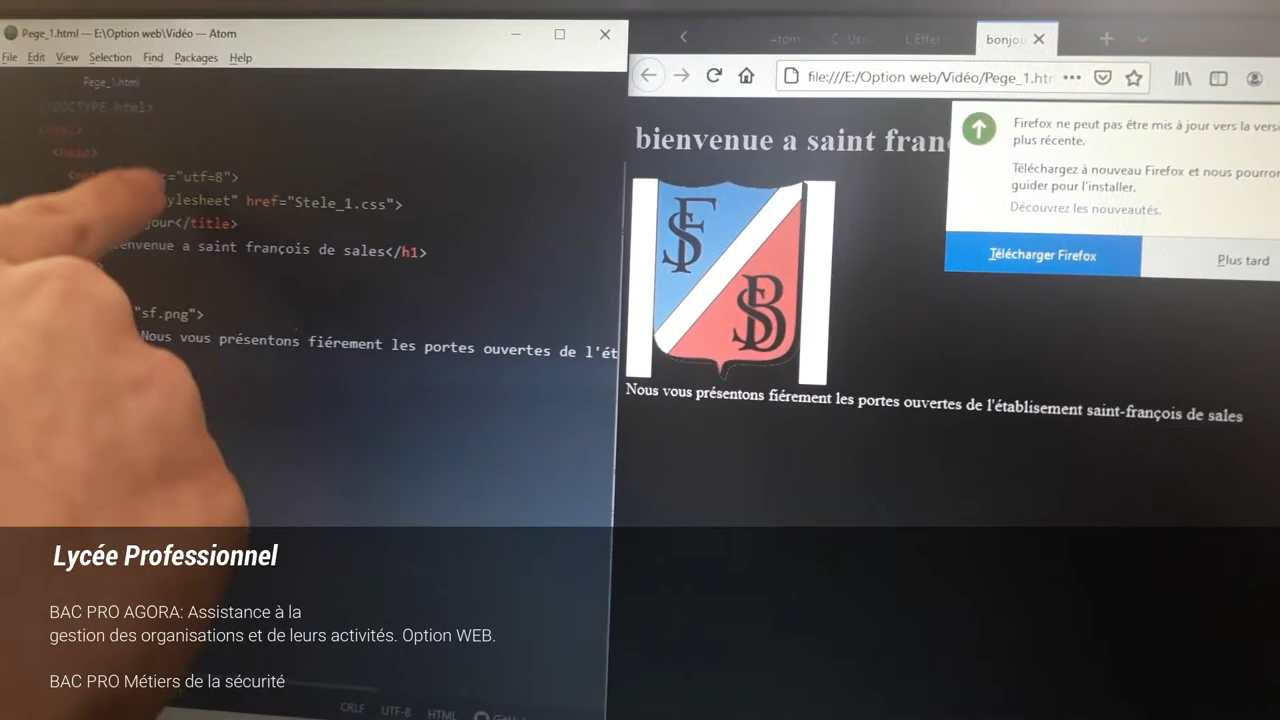 Pege_1.html — E:\Option web\Vidéo — Atom
File Edit View Selection Find Packages Help
Pege_1.html
<!DOCTYPE html>
<html>
<head>
="utf-8">
ylesheet" href="Stele_1.css">
jour</title>
envenue a saint françois de sales</h1>
>
"sf.png">
Nous vous présentons fiérement les portes ouvertes de l'ét
CRLF UTF-8 HTML
bonjou
file:///E:/Option web/Vidéo/Pege_1.htr
bienvenue a saint fran
Firefox ne peut pas être mis à jour vers la vers
plus récente.
Téléchargez à nouveau Firefox et nous pourron
guider pour l'installer.
Découvrez les nouveautés.
Télécharger Firefox
Plus tard
SF
SB
Nous vous présentons fiérement les portes ouvertes de l'établisement saint-françois de sales
Lycée Professionnel
BAC PRO AGORA: Assistance à la
gestion des organisations et de leurs activités. Option WEB.
BAC PRO Métiers de la sécurité